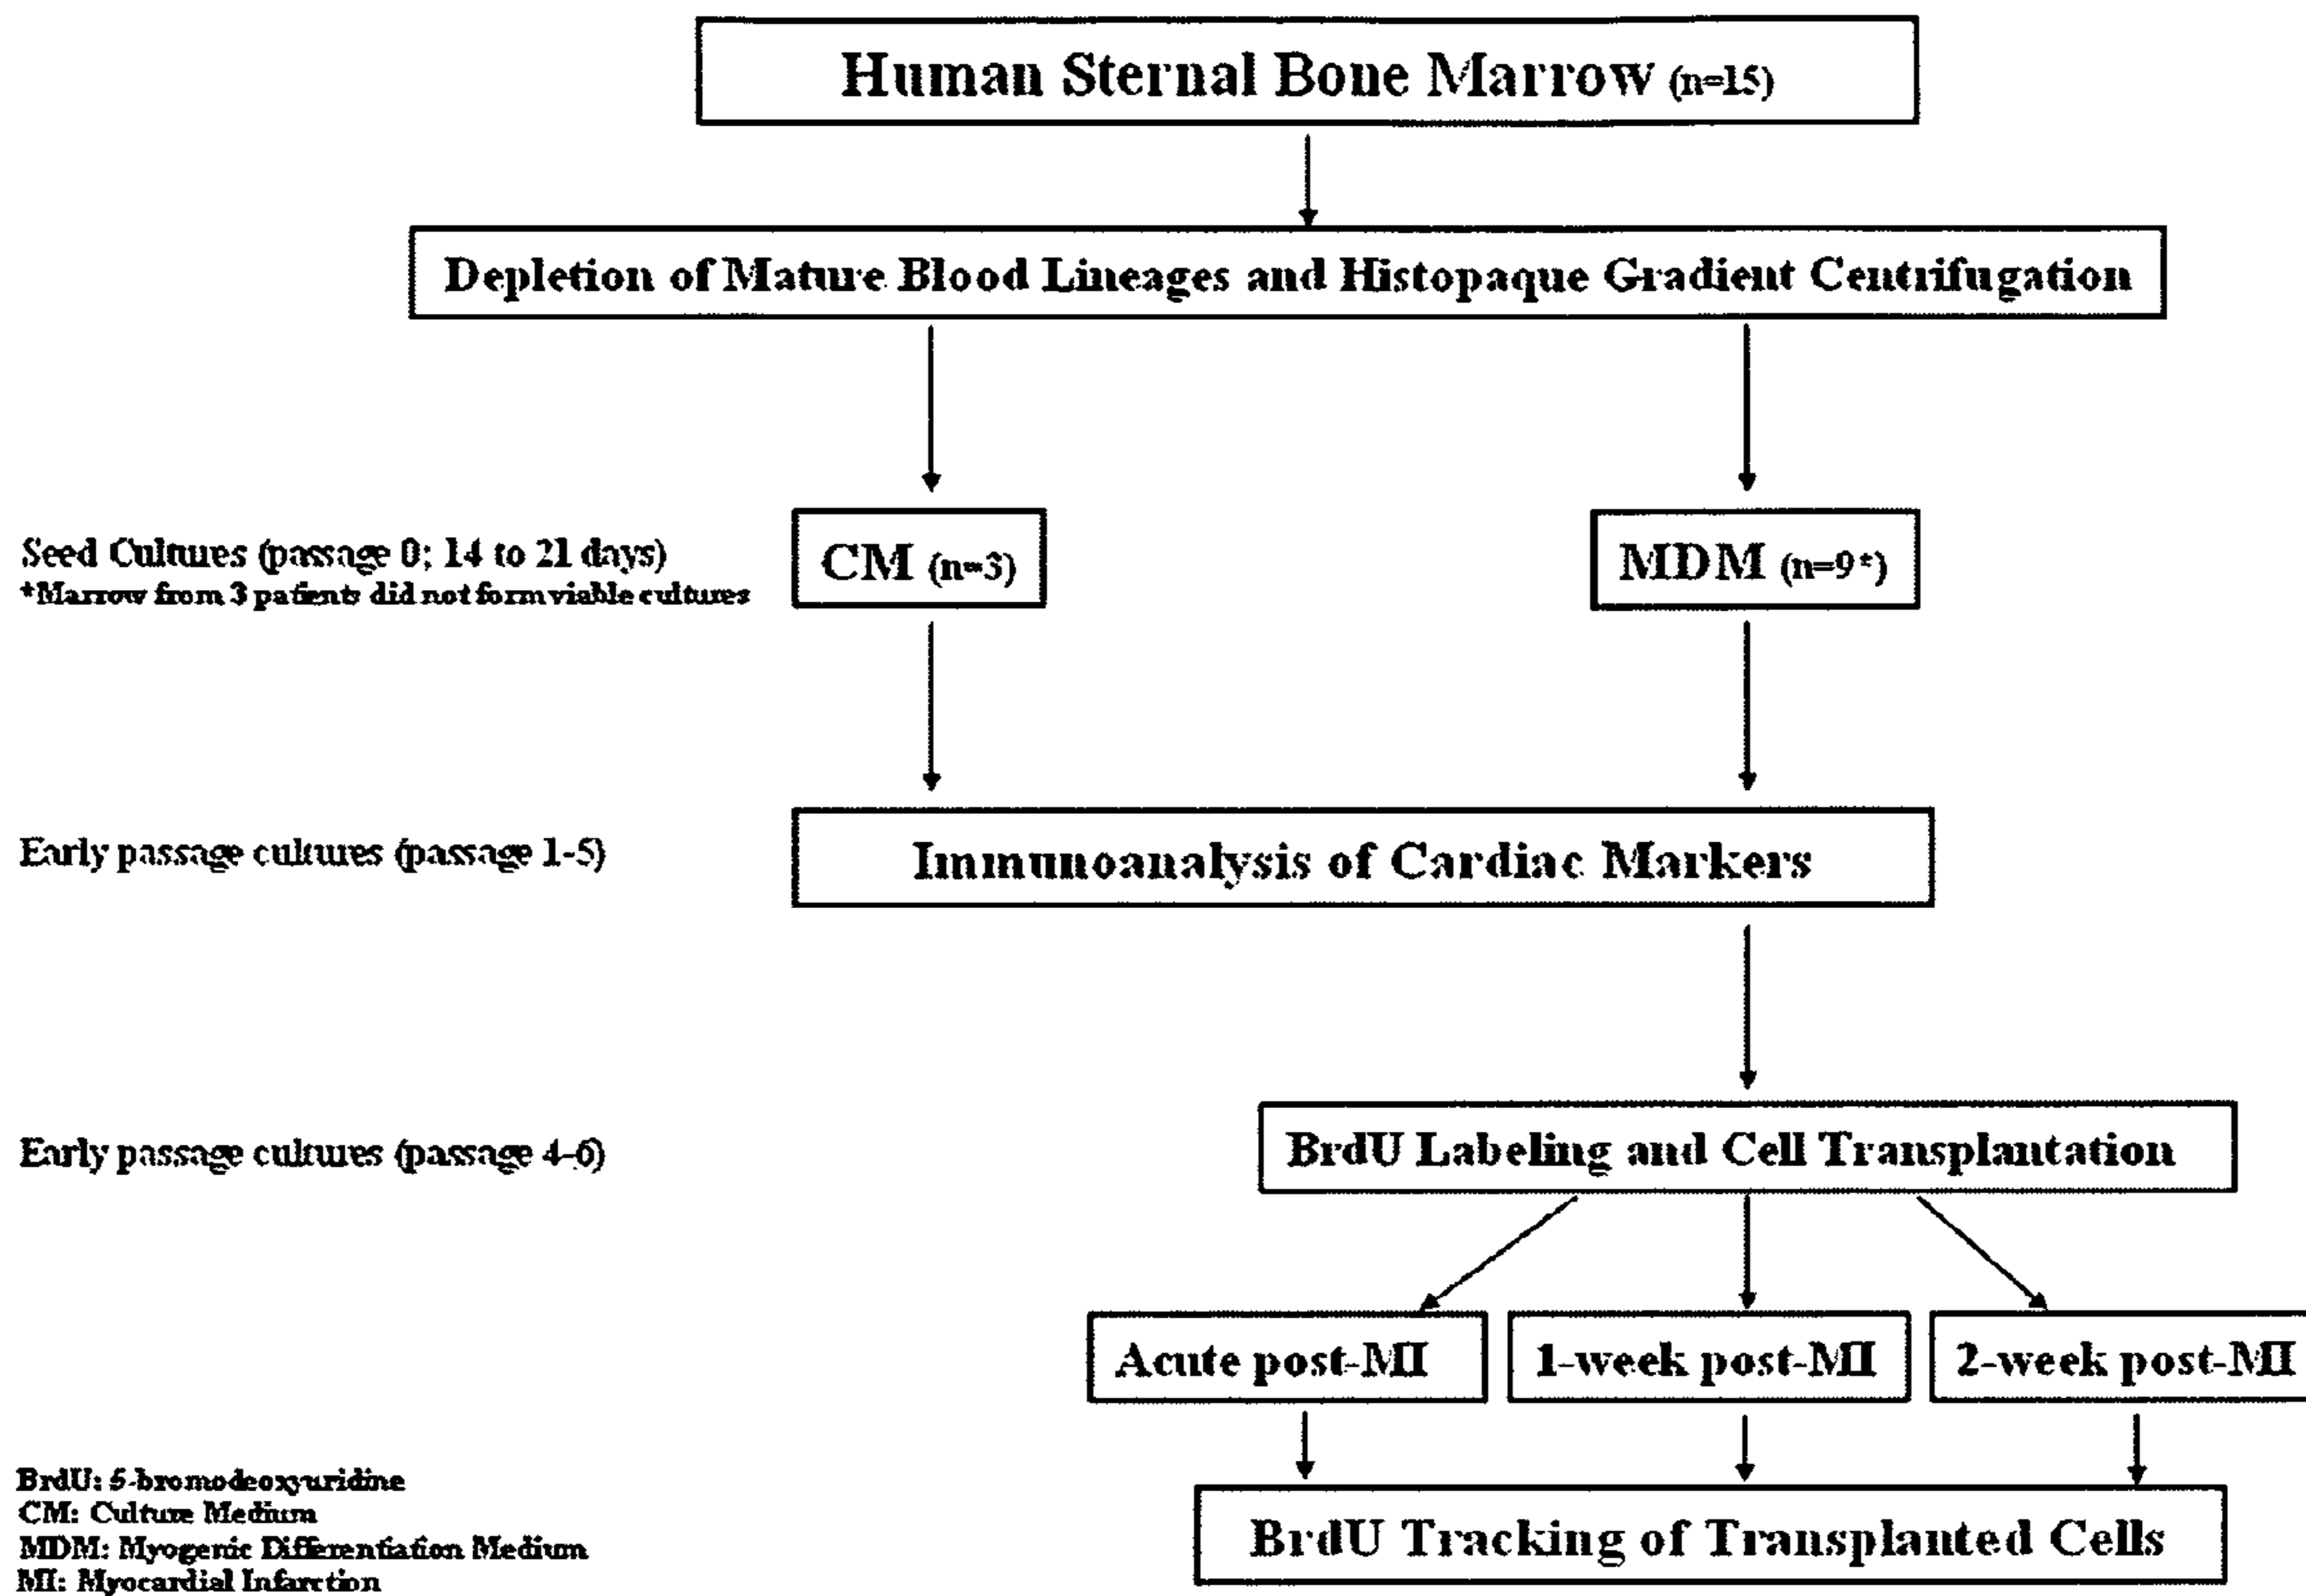 Human Sternal Bone Marrow (n=15)
Depletion of Mature Blood Lineages and Histopaque Gradient Centrifugation
Seed Cultures (passage 0; 14 to 21 days)
*Marrow from 3 patients did not form viable cultures
CM (n=3)
MDM (n=9*)
Early passage cultures (passage 1-5)
Immunoanalysis of Cardiac Markers
Early passage cultures (passage 4-6)
BrdU Labeling and Cell Transplantation
Acute post-MI
1-week post-MI
2-week post-MI
BrdU Tracking of Transplanted Cells
BrdU: 5-bromodeoxyuridine
CM: Culture Medium
MDM: Myogenic Differentiation Medium
MI: Myocardial Infarction